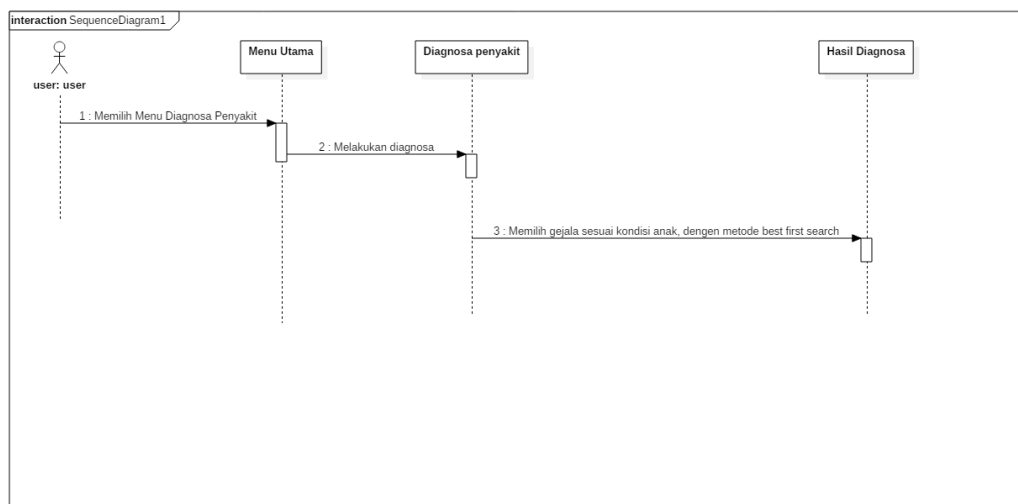 interaction SequenceDiagram1
Menu Utama
Diagnosa penyakit
Hasil Diagnosa
user: user
1 : Memilih Menu Diagnosa Penyakit
2 : Melakukan diagnosa
3 : Memilih gejala sesuai kondisi anak, dengen metode best first search